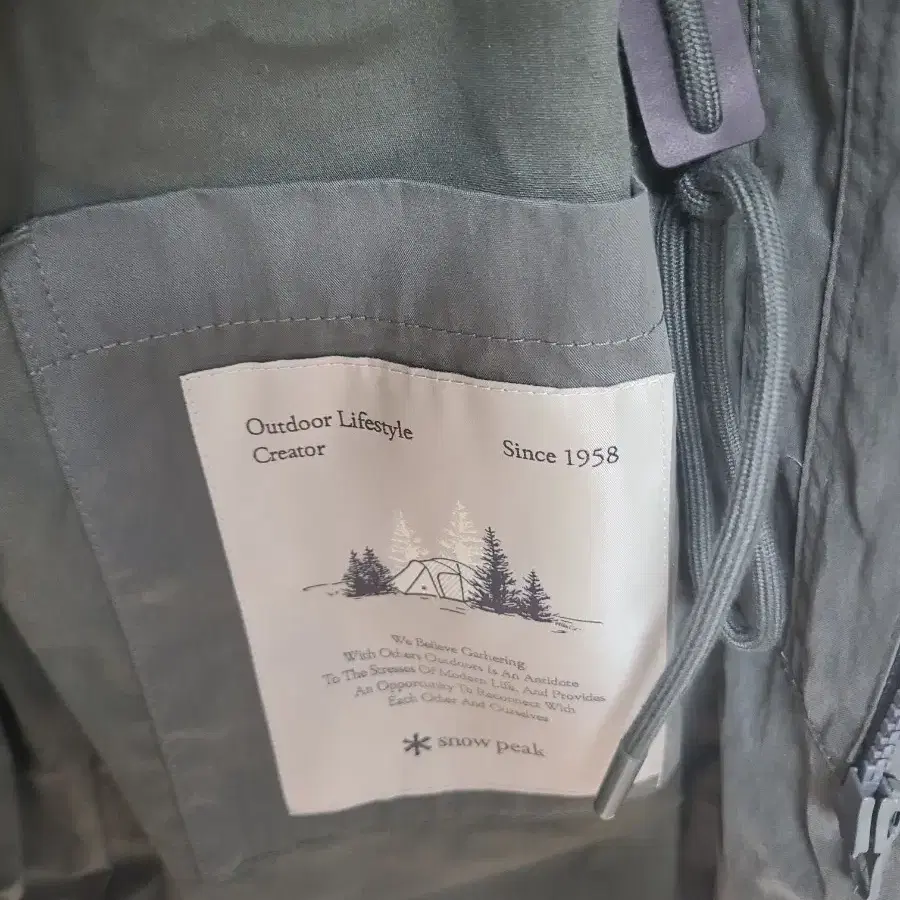 Outdoor Lifestyle
Creator
Since 1958
We Believe Gathering
With Others Outdoors Is An Antidote
To The Stresses Of Modern Life, And Provides
An Opportunity To Reconnect With
Each Other And Ourselves
snow peak